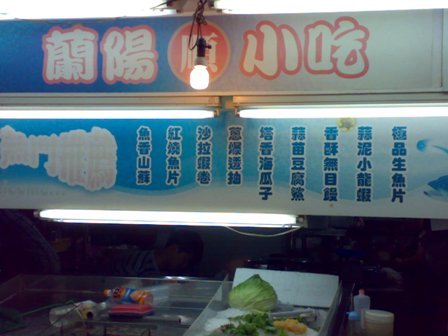 蘭陽順小吃
極品生魚片
蒜泥小龍蝦
香酥無目鰻
蒜苗豆腐鯊
塔香海瓜子
蔥爆透抽
沙拉蝦卷
紅燒魚片
魚香山蘇